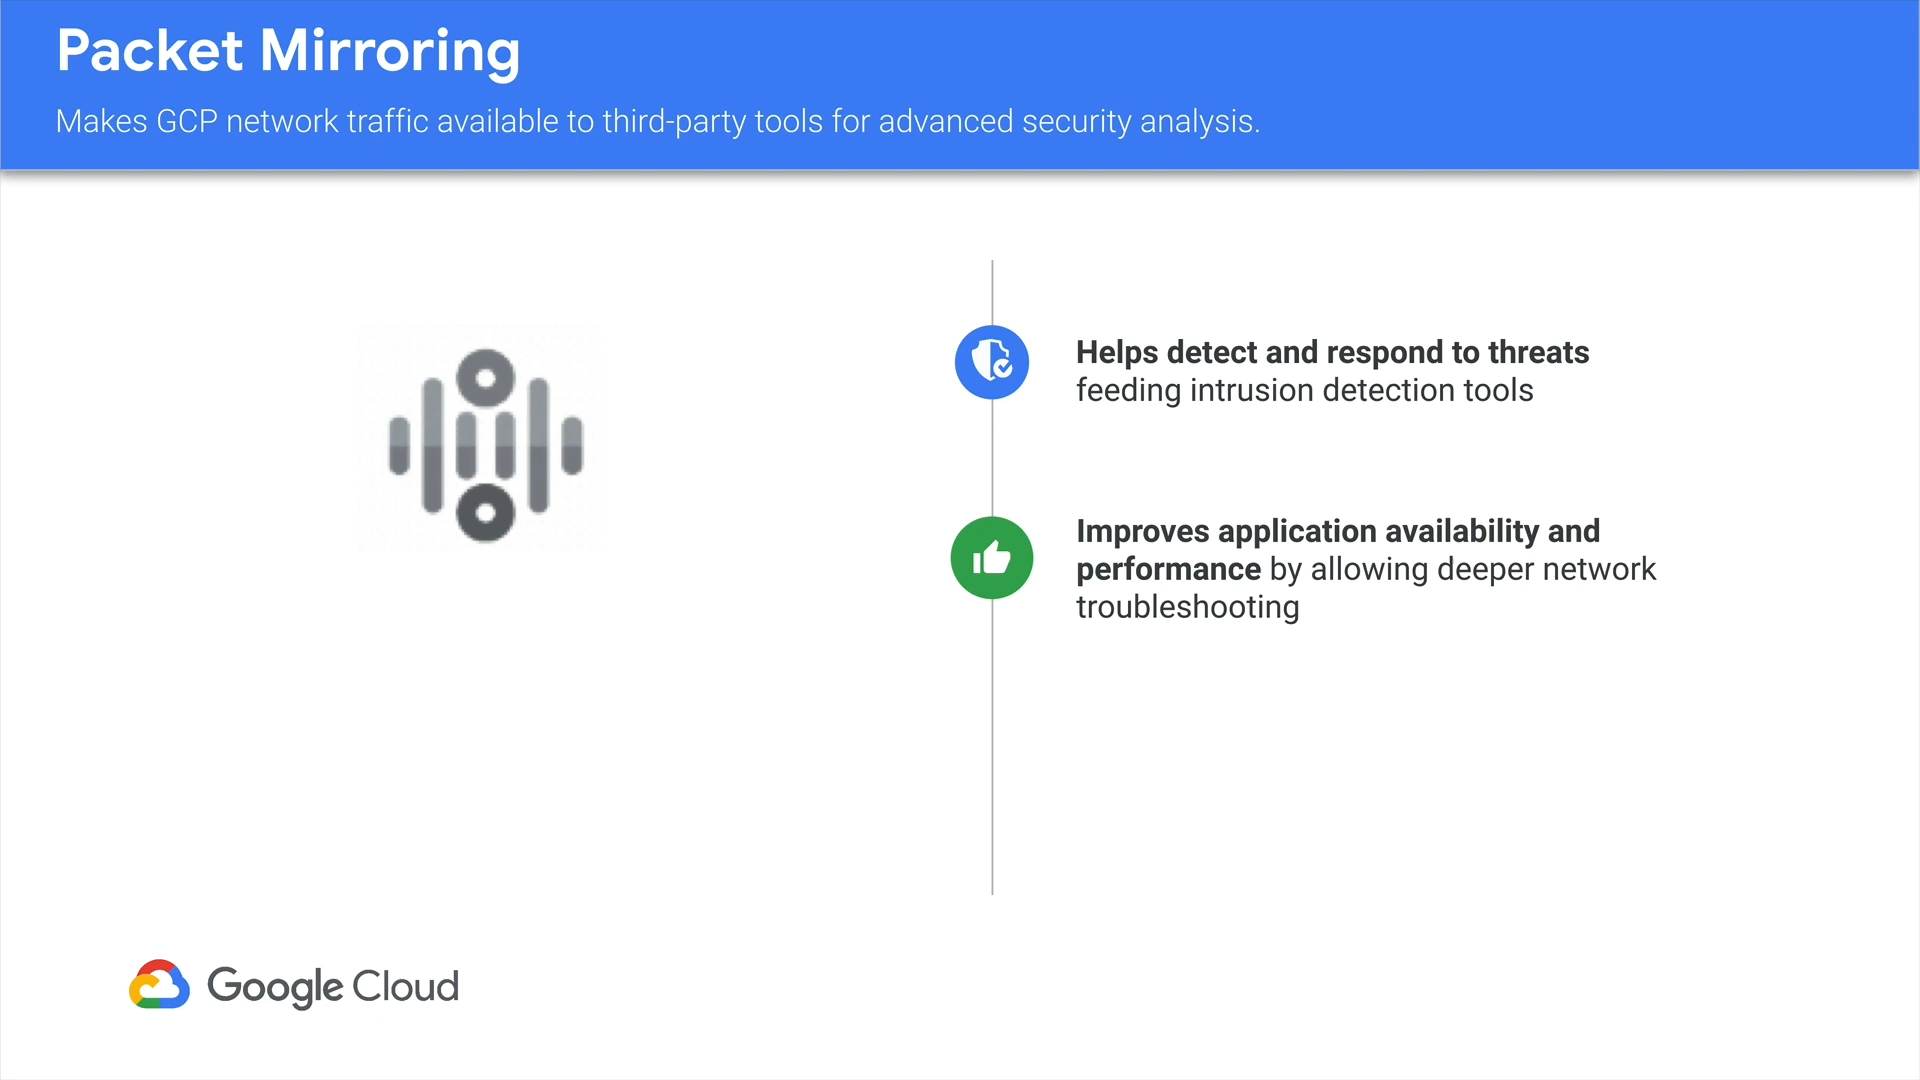 Packet Mirroring
Makes GCP network traffic available to third-party tools for advanced security analysis.
Helps detect and respond to threats
feeding intrusion detection tools
Improves application availability and
performance by allowing deeper network
troubleshooting
Google Cloud